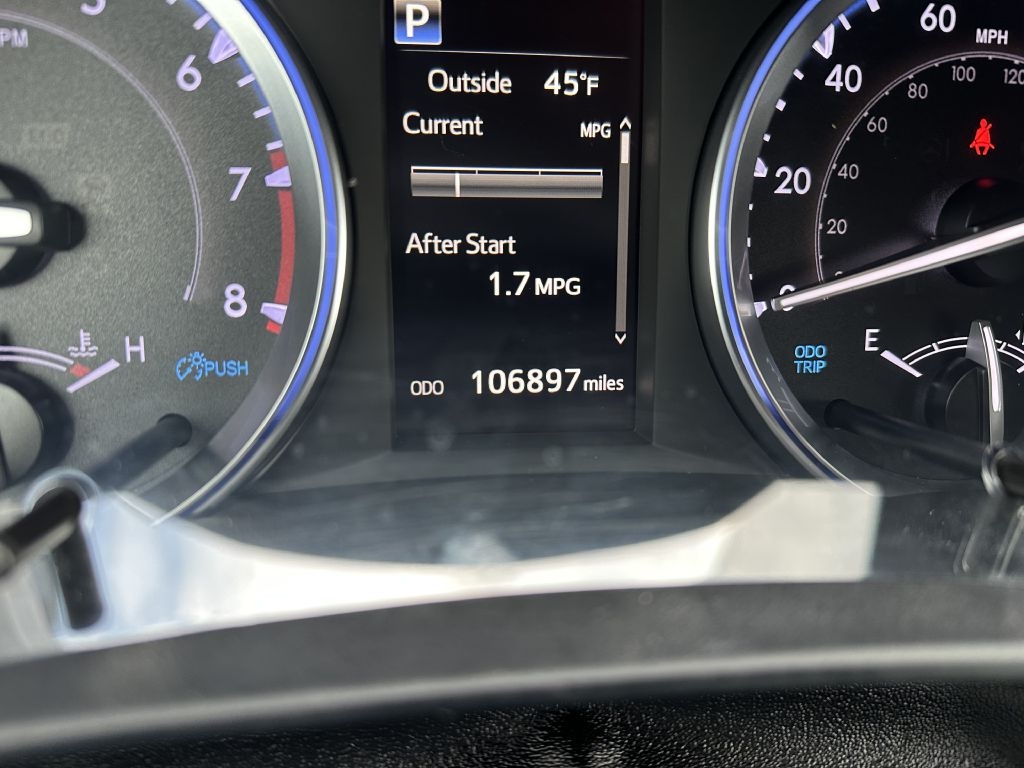 P
Outside 45°F
Current MPG
After Start
1.7 MPG
ODO 106897 miles
6
7
8
H
PUSH
60
MPH
40
20
100
120
80
60
40
20
E
ODO
TRIP